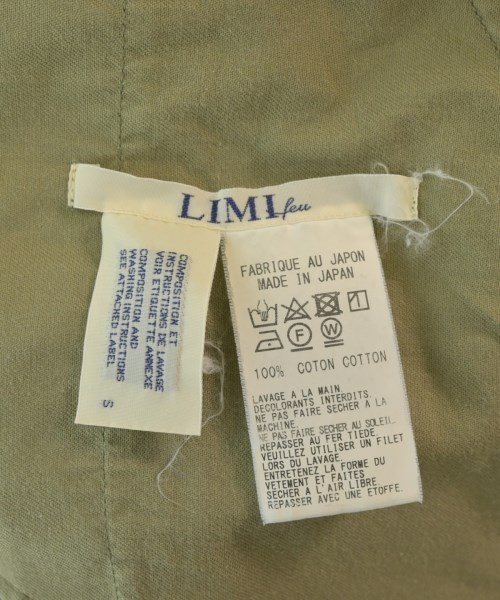 LIMI feu
COMPOSITION ET
INSTRUCTIONS DE LAVAGE
VOIR ETIQUETTE ANNEXE
COMPOSITION AND
WASHING INSTRUCTIONS
SEE ATTACHED LABEL
S
FABRIQUE AU JAPON
MADE IN JAPAN
F W
100% COTON COTTON
LAVAGE A LA MAIN.
DECOLORANTS INTERDITS.
NE PAS FAIRE SECHER A LA
MACHINE.
NE PAS FAIRE SECHER AU SOLEIL.
REPASSER AU FER TIEDE.
VEUILLEZ UTILISER UN FILET
LORS DU LAVAGE.
ENTRETENEZ LA FORME DU
VETEMENT ET FAITES
SÉCHER A L'AIR LIBRE.
REPASSER AVEC UNE ETOFFE.